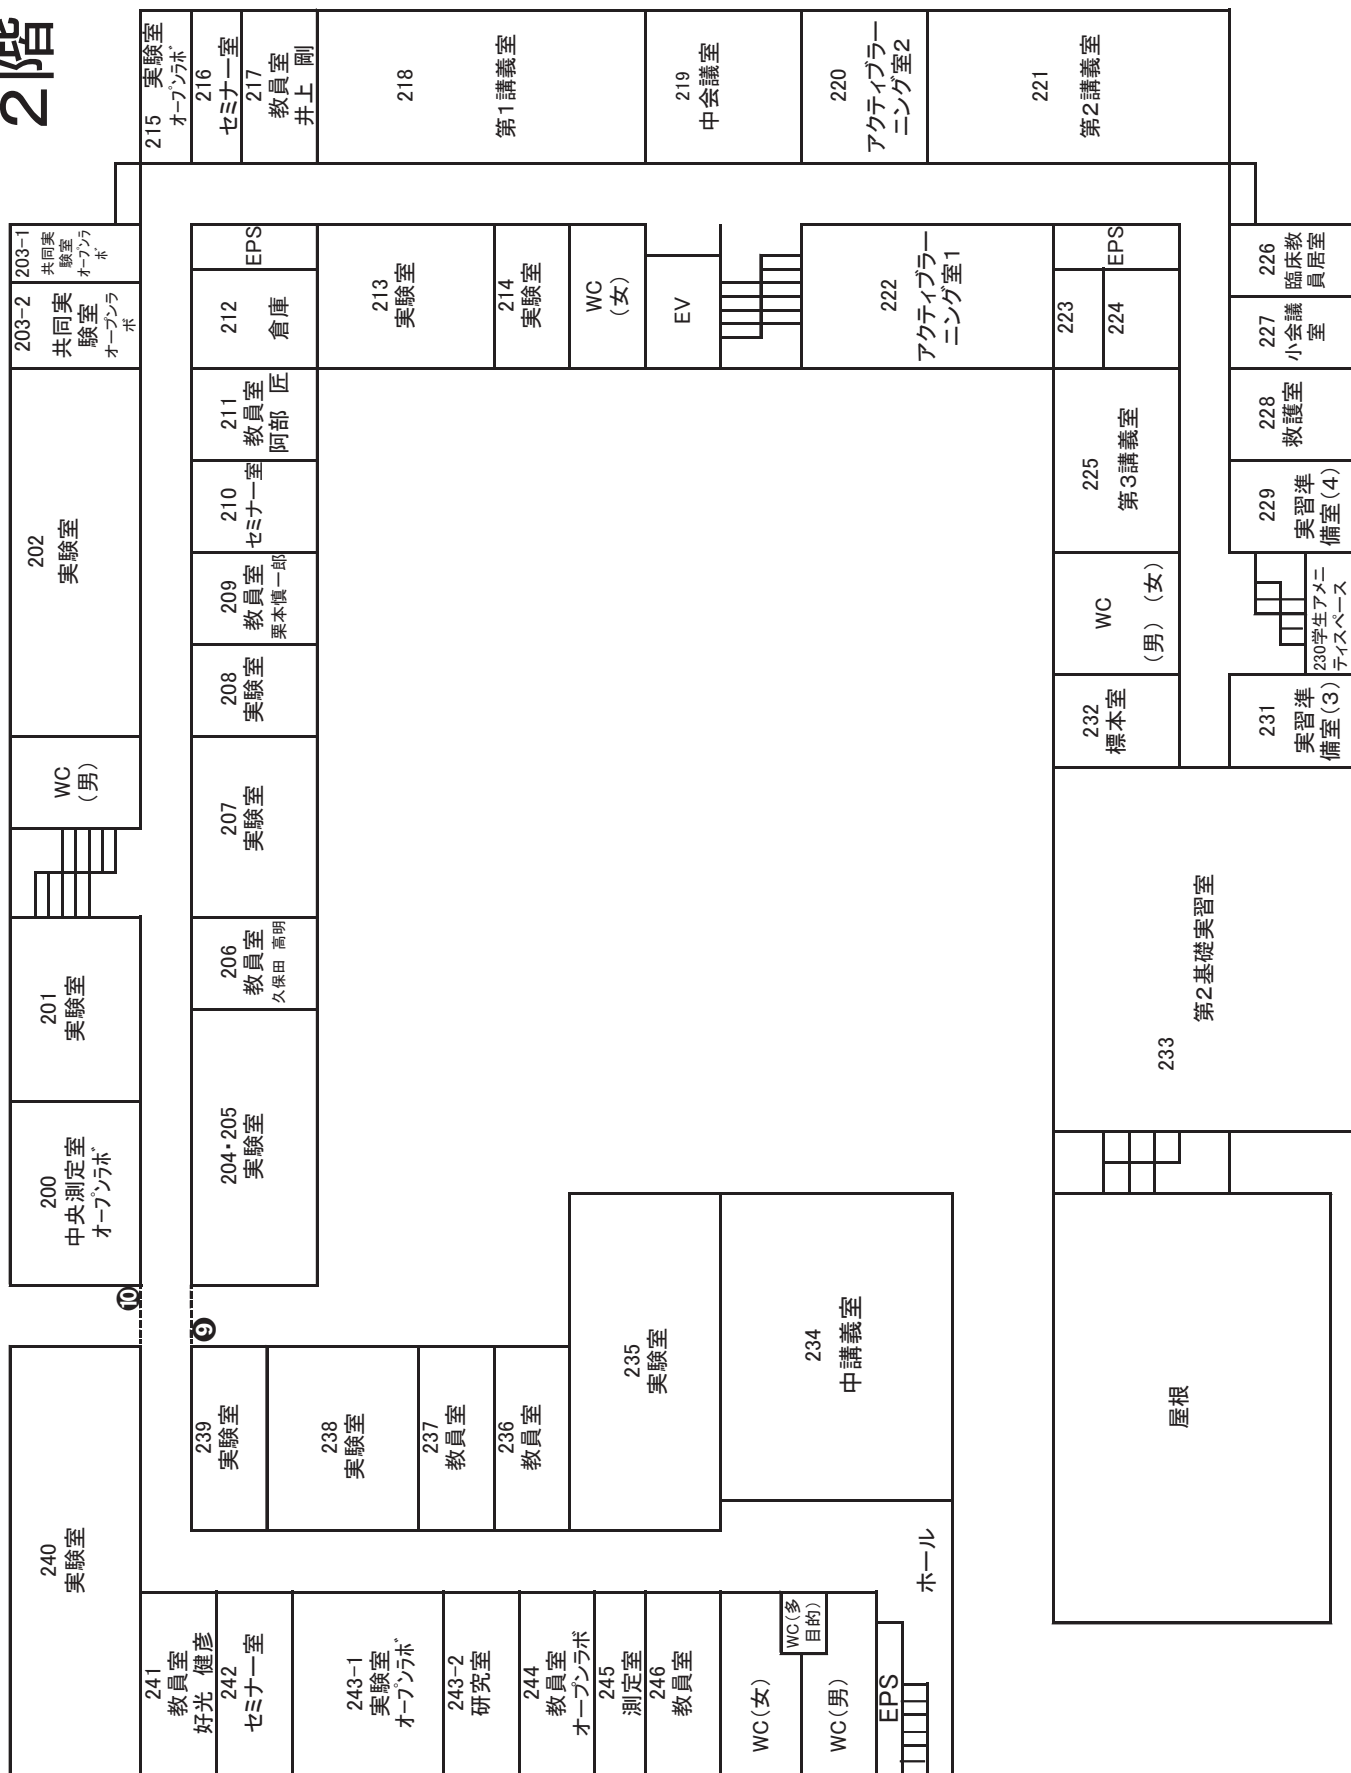 2階
215 実験室
オープンラボ
216
セミナー室
217
教員室
井上 剛
218
第1講義室
219
中会議室
220
アクティブラー
ニング室2
221
第2講義室
203-1
共同実
験室
オープンラ
ボ
203-2
共同実
験室
オープンラ
ボ
EPS
212
倉庫
213
実験室
214
実験室
WC
(女)
EV
222
アクティブラー
ニング室1
EPS
223
224
226
臨床教
員居室
227
小会議
室
202
実験室
211
教員室
阿部 匠
210
セミナー室
209
教員室
栗本慎一郎
208
実験室
225
第3講義室
228
救護室
229
実習準
備室(4)
WC
(男) (女)
230学生アメニ
ティスペース
232
標本室
231
実習準
備室(3)
WC
(男)
207
実験室
201
実験室
206
教員室
久保田 高明
233
第2基礎実習室
200
中央測定室
オープンラボ
204・205
実験室
❿
❾
240
実験室
239
実験室
238
実験室
237
教員室
236
教員室
235
実験室
234
中講義室
屋根
ホール
241
教員室
好光 健彦
242
セミナー室
243-1
実験室
オープンラボ
243-2
研究室
244
教員室
オープンラボ
245
測定室
246
教員室
WC(女)
WC(多
目的)
WC(男)
EPS